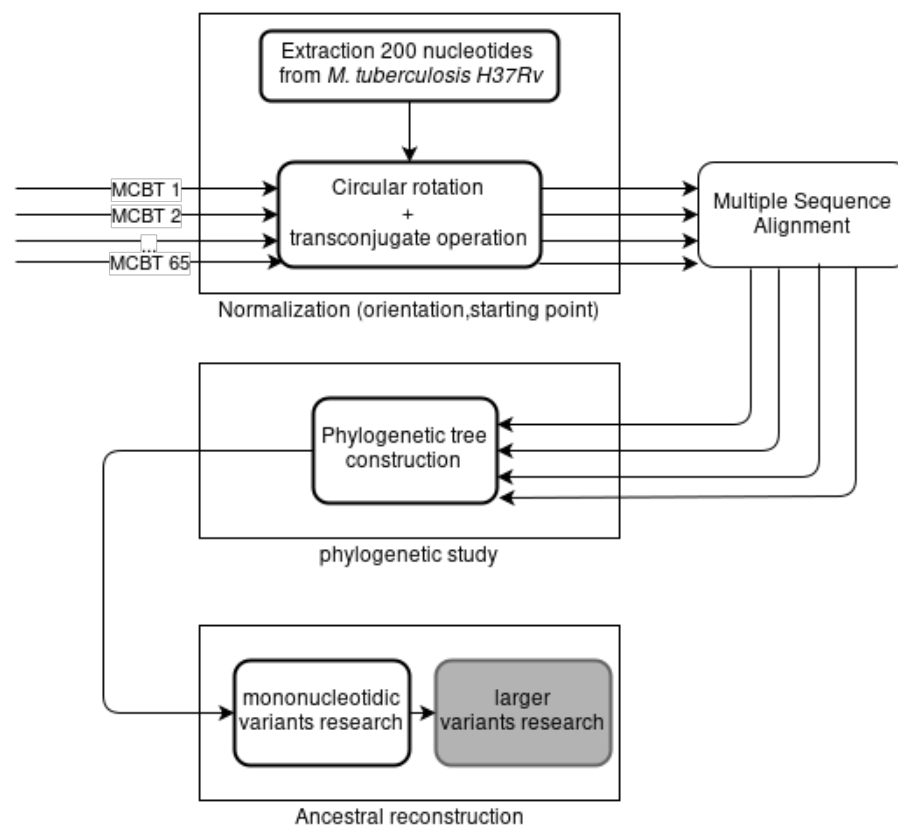 Extraction 200 nucleotides
from M. tuberculosis H37Rv
MCBT 1
MCBT 2
...
MCBT 65
Circular rotation
+
transconjugate operation
Multiple Sequence
Alignment
Normalization (orientation,starting point)
Phylogenetic tree
construction
phylogenetic study
mononucleotidic
variants research
larger
variants research
Ancestral reconstruction